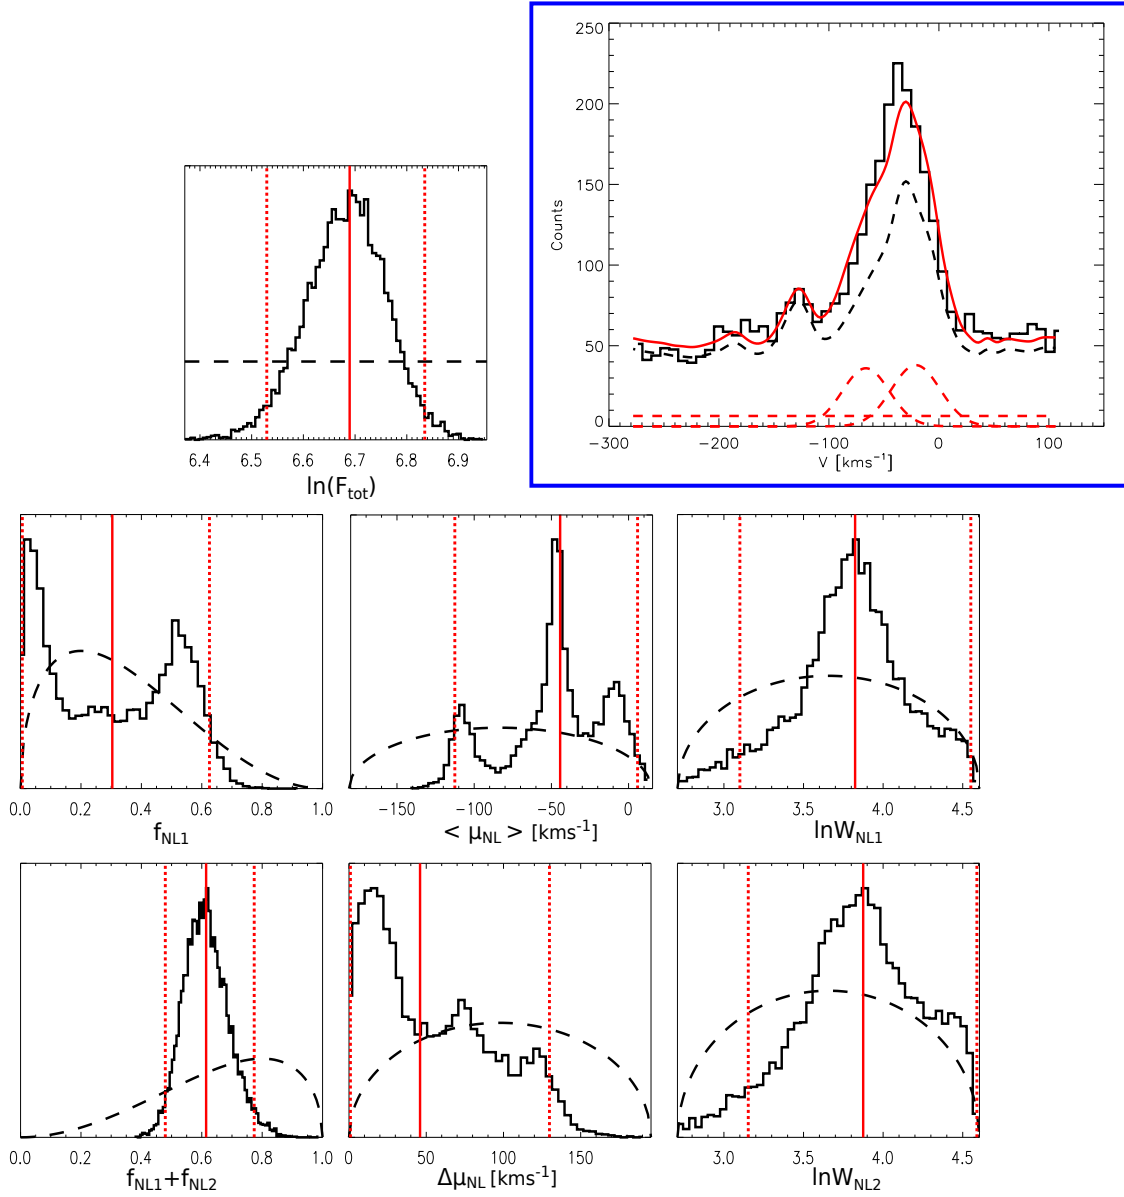 250
200
150
100
50
0
Counts
−300 −200 −100 0 100
V [kms⁻¹]
6.4 6.5 6.6 6.7 6.8 6.9
ln(F_tot)
0.0 0.2 0.4 0.6 0.8 1.0
f_NL1
−150 −100 −50 0
< μ_NL > [kms⁻¹]
3.0 3.5 4.0 4.5
lnW_NL1
0.0 0.2 0.4 0.6 0.8 1.0
f_NL1+f_NL2
0 50 100 150
Δμ_NL [kms⁻¹]
3.0 3.5 4.0 4.5
lnW_NL2